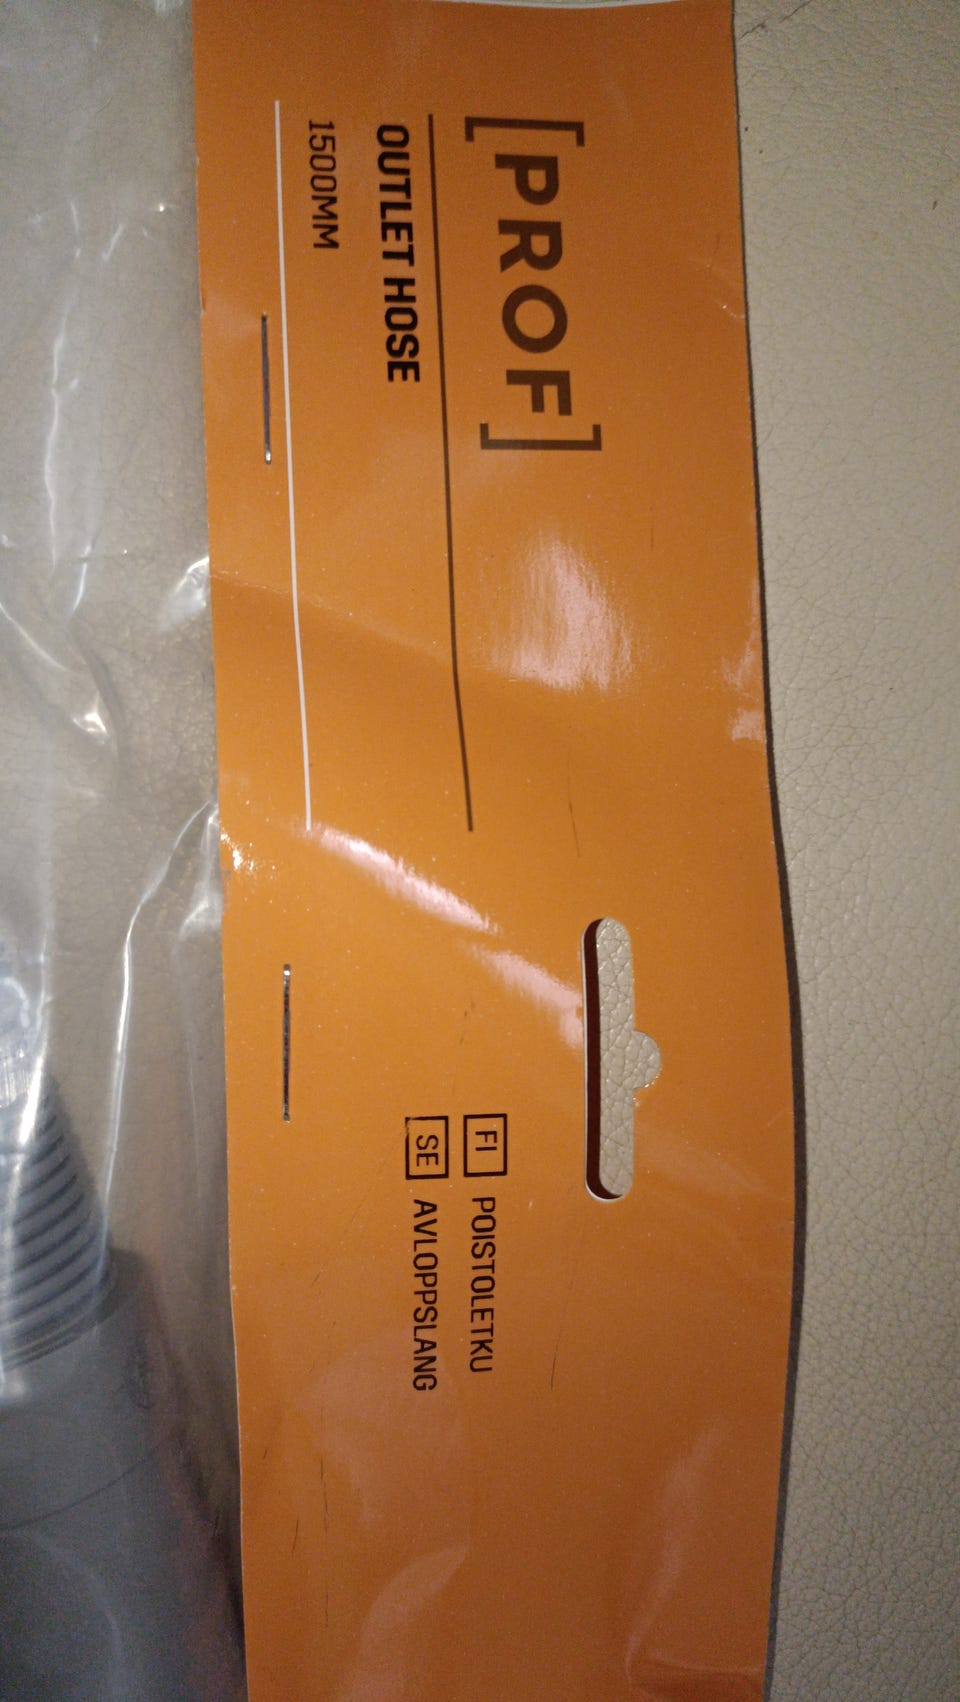 [PROF]
OUTLET HOSE
1500MM
FI POISTOLETKU
SE AVLOPPSLANG